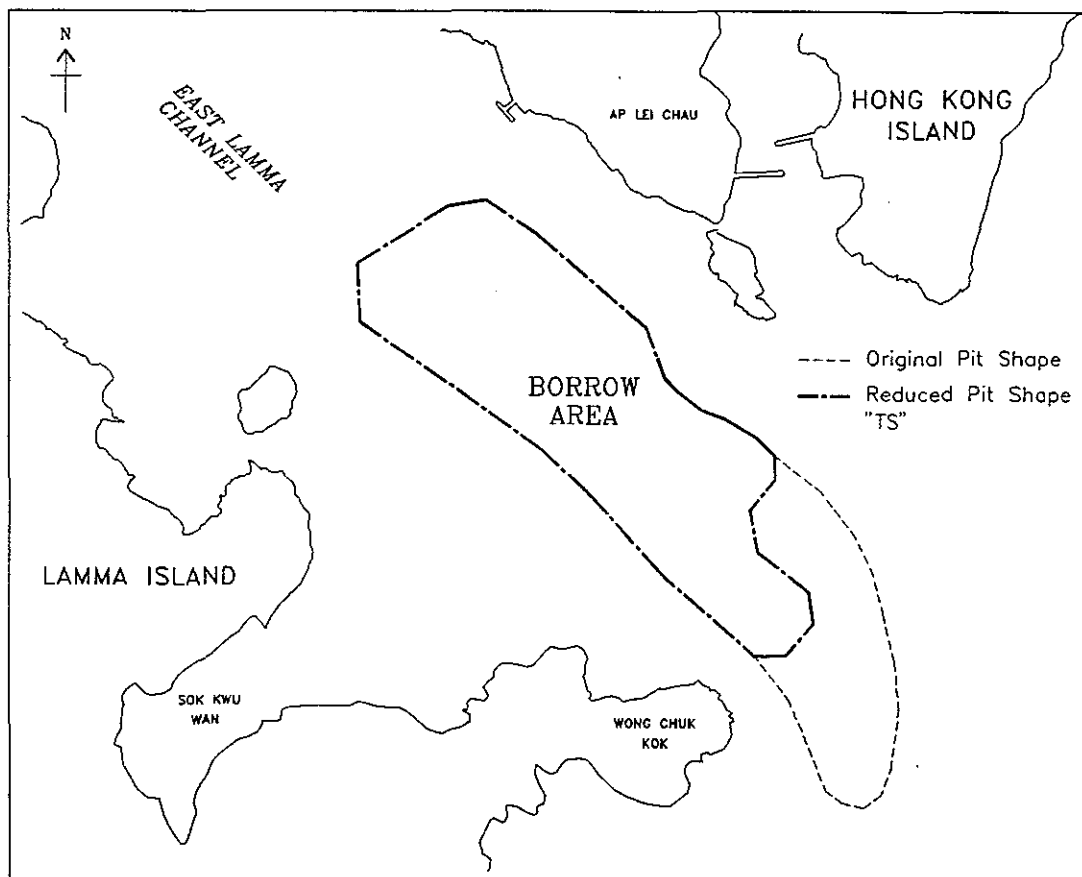 N
EAST LAMMA
CHANNEL
AP LEI CHAU
HONG KONG
ISLAND
BORROW
AREA
Original Pit Shape
Reduced Pit Shape
"TS"
LAMMA ISLAND
SOK KWU
WAN
WONG CHUK
KOK